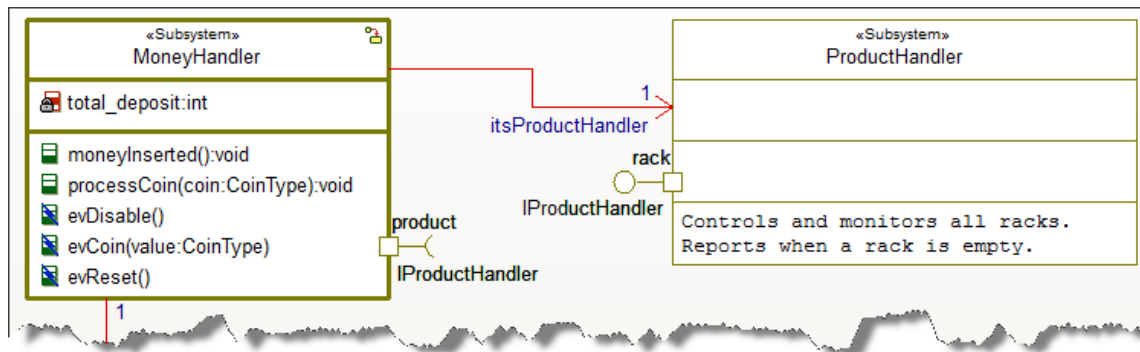 «Subsystem»
MoneyHandler
total_deposit:int
moneyInserted():void
processCoin(coin:CoinType):void
evDisable()
evCoin(value:CoinType)
evReset()
1
product
IProductHandler
1
itsProductHandler
rack
IProductHandler
«Subsystem»
ProductHandler
Controls and monitors all racks.
Reports when a rack is empty.